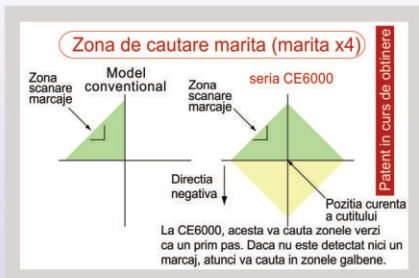 Zona de cautare marita (marita x4)
Zona
scanare
marcaje
Model
conventional
Zona
scanare
marcaje
seria CE6000
Directia
negativa
Pozitia curenta
a cutitului
La CE6000, acesta va cauta zonele verzi
ca un prim pas. Daca nu este detectat nici un
marcaj, atunci va cauta in zonele galbene.
Patent in curs de obtinere